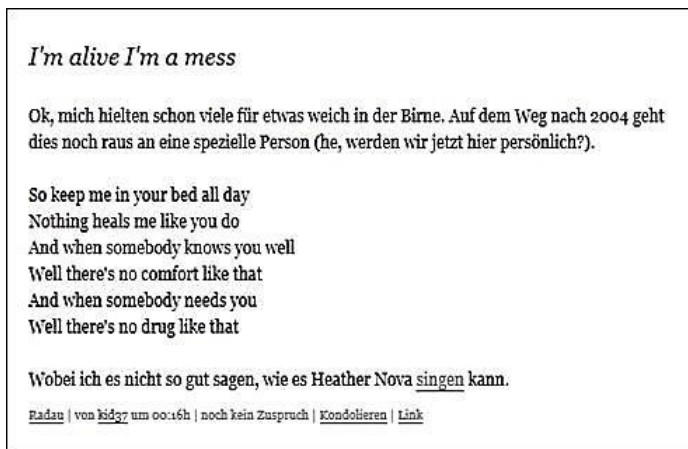 I'm alive I'm a mess
Ok, mich hielten schon viele für etwas weich in der Birne. Auf dem Weg nach 2004 geht
dies noch raus an eine spezielle Person (he, werden wir jetzt hier persönlich?).
So keep me in your bed all day
Nothing heals me like you do
And when somebody knows you well
Well there's no comfort like that
And when somebody needs you
Well there's no drug like that
Wobei ich es nicht so gut sagen, wie es Heather Nova singen kann.
Radau | von kid37 um 00:16h | noch kein Zuspruch | Kondolieren | Link